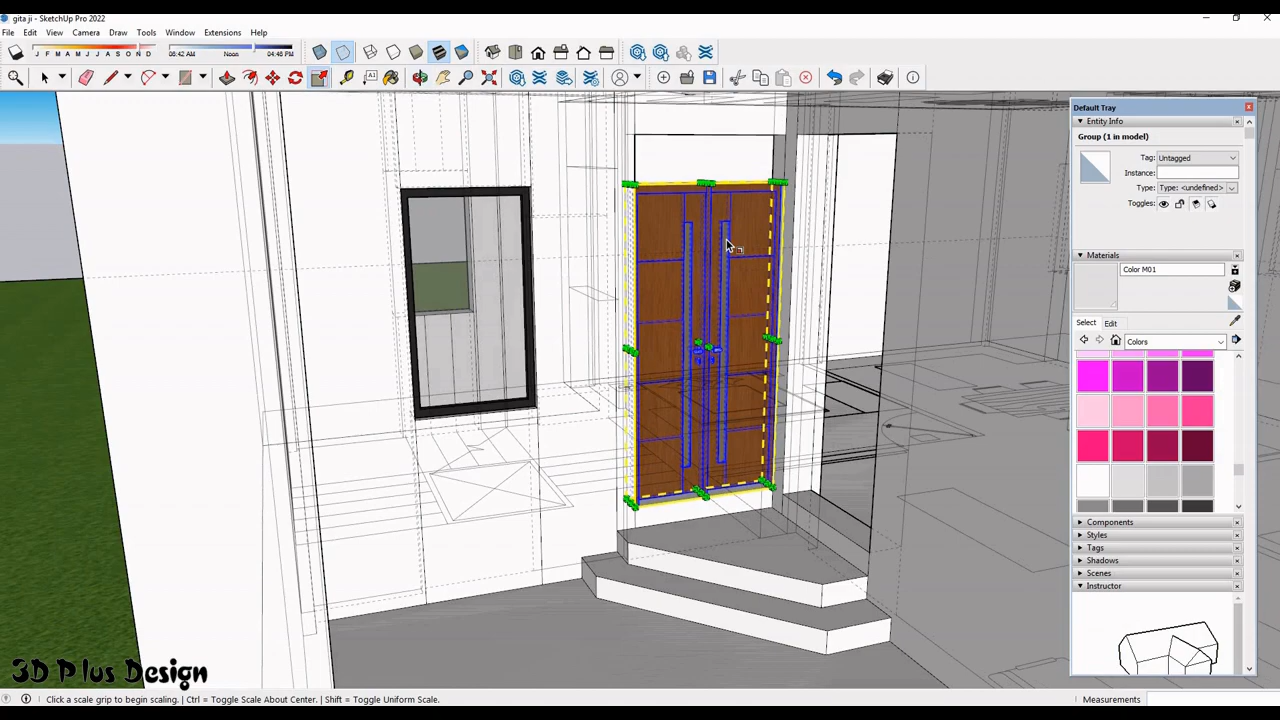 gita ji - SketchUp Pro 2022
File Edit View Camera Draw Tools Window Extensions Help
J F M A M J J A S O N D
06:42 AM Noon 04:46 PM
Default Tray
Entity Info
Group (1 in model)
Tag: Untagged
Instance:
Type: Type: <undefined>
Toggles:
Materials
Color M01
Select Edit
Colors
Components
Styles
Tags
Shadows
Scenes
Instructor
3D Plus Design
Click a scale grip to begin scaling. | Ctrl = Toggle Scale About Center. | Shift = Toggle Uniform Scale.
Measurements